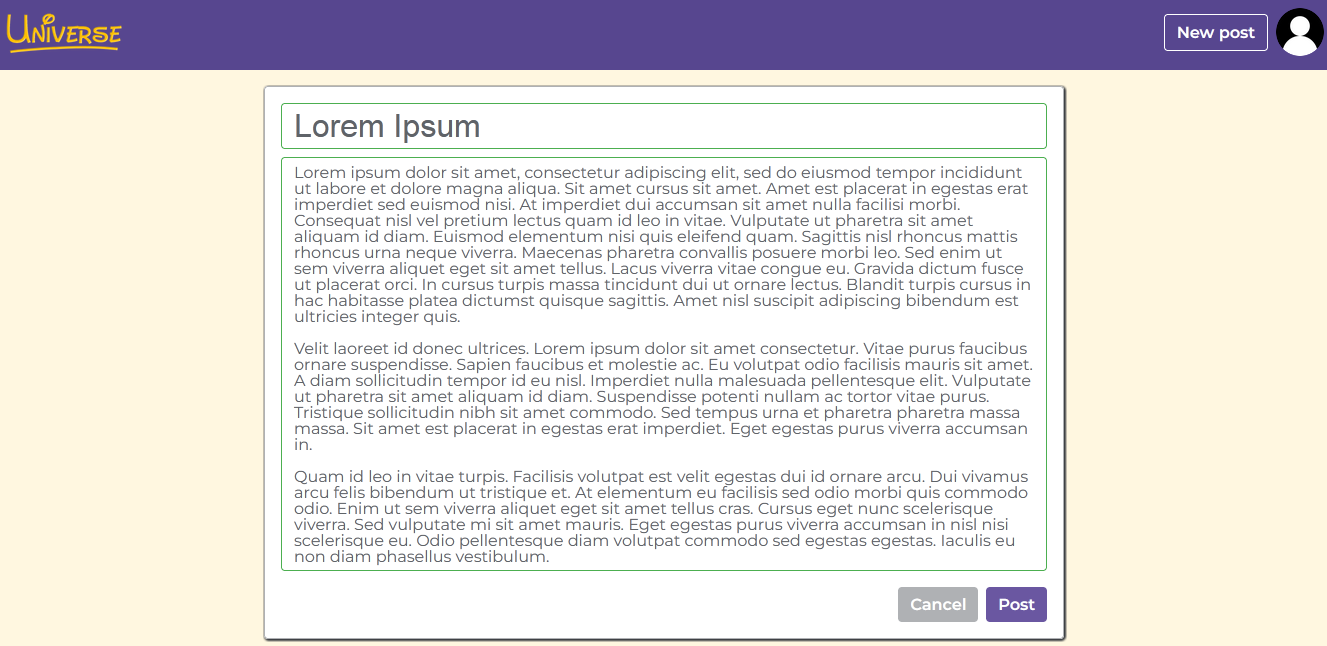 Universe
New post
Lorem Ipsum
Lorem ipsum dolor sit amet, consectetur adipiscing elit, sed do eiusmod tempor incididunt
ut labore et dolore magna aliqua. Sit amet cursus sit amet. Amet est placerat in egestas erat
imperdiet sed euismod nisi. At imperdiet dui accumsan sit amet nulla facilisi morbi.
Consequat nisl vel pretium lectus quam id leo in vitae. Vulputate ut pharetra sit amet
aliquam id diam. Euismod elementum nisi quis eleifend quam. Sagittis nisl rhoncus mattis
rhoncus urna neque viverra. Maecenas pharetra convallis posuere morbi leo. Sed enim ut
sem viverra aliquet eget sit amet tellus. Lacus viverra vitae congue eu. Gravida dictum fusce
ut placerat orci. In cursus turpis massa tincidunt dui ut ornare lectus. Blandit turpis cursus in
hac habitasse platea dictumst quisque sagittis. Amet nisl suscipit adipiscing bibendum est
ultricies integer quis.
Velit laoreet id donec ultrices. Lorem ipsum dolor sit amet consectetur. Vitae purus faucibus
ornare suspendisse. Sapien faucibus et molestie ac. Eu volutpat odio facilisis mauris sit amet.
A diam sollicitudin tempor id eu nisl. Imperdiet nulla malesuada pellentesque elit. Vulputate
ut pharetra sit amet aliquam id diam. Suspendisse potenti nullam ac tortor vitae purus.
Tristique sollicitudin nibh sit amet commodo. Sed tempus urna et pharetra pharetra massa
massa. Sit amet est placerat in egestas erat imperdiet. Eget egestas purus viverra accumsan
in.
Quam id leo in vitae turpis. Facilisis volutpat est velit egestas dui id ornare arcu. Dui vivamus
arcu felis bibendum ut tristique et. At elementum eu facilisis sed odio morbi quis commodo
odio. Enim ut sem viverra aliquet eget sit amet tellus cras. Cursus eget nunc scelerisque
viverra. Sed vulputate mi sit amet mauris. Eget egestas purus viverra accumsan in nisl nisi
scelerisque eu. Odio pellentesque diam volutpat commodo sed egestas egestas. Iaculis eu
non diam phasellus vestibulum.
Cancel
Post